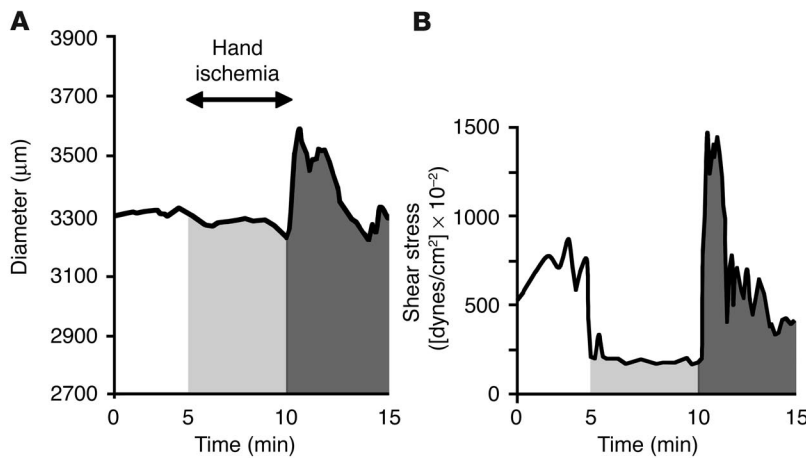 A
3900
3700
3500
3300
3100
2900
2700
Diameter (μm)
Hand
ischemia
0 5 10 15
Time (min)
B
1500
1000
500
0
Shear stress
([dynes/cm²] × 10⁻²)
0 5 10 15
Time (min)